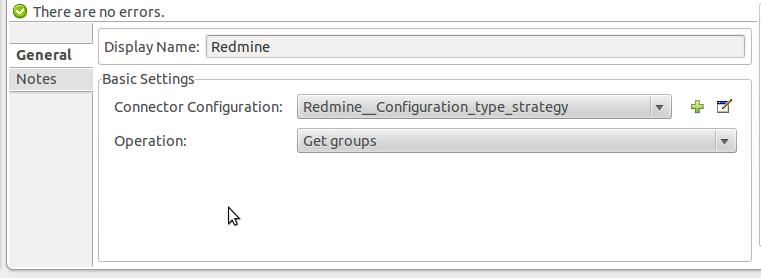 There are no errors.
General
Notes
Display Name: Redmine
Basic Settings
Connector Configuration: Redmine__Configuration_type_strategy
Operation: Get groups